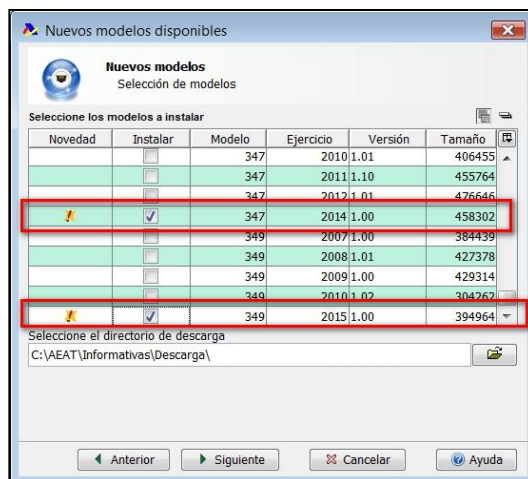 Nuevos modelos disponibles
Nuevos modelos
Selección de modelos
Seleccione los modelos a instalar
Novedad Instalar Modelo Ejercicio Versión Tamaño
347 2010 1.01 406455
347 2011 1.10 455764
347 2012 1.01 476646
347 2014 1.00 458302
349 2007 1.00 384439
349 2008 1.01 427378
349 2009 1.00 429314
349 2010 1.02 304262
349 2015 1.00 394964
Seleccione el directorio de descarga
C:\AEAT\Informativas\Descarga\
Anterior Siguiente Cancelar Ayuda